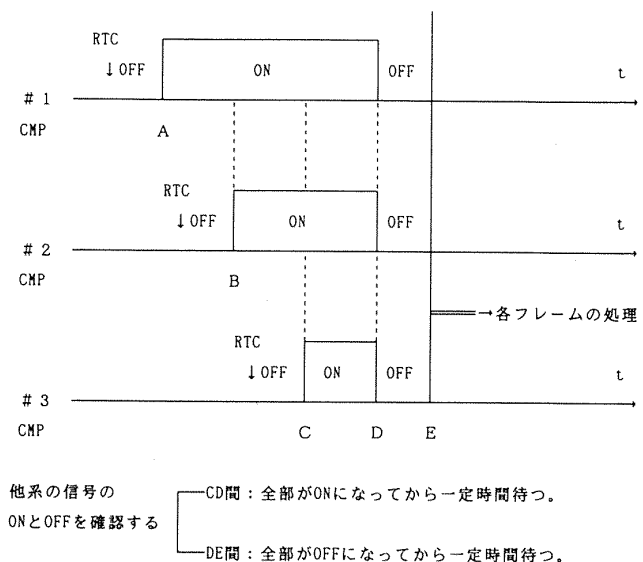 RTC
↓OFF ON OFF t
#1
CMP A
RTC
↓OFF ON OFF t
#2
CMP B
→各フレームの処理
RTC
↓OFF ON OFF t
#3
CMP C D E
他系の信号の
ONとOFFを確認する
CD間:全部がONになってから一定時間待つ。
DE間:全部がOFFになってから一定時間待つ。